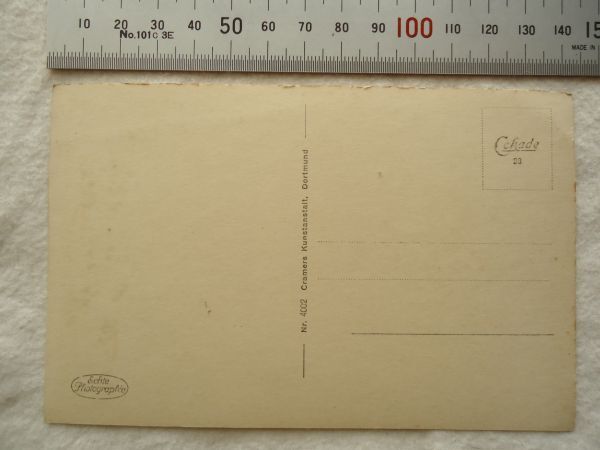 10 20 30 40 50 60 70 80 90 100 110 120 130 140 15
No.101C 3E
MADE IN
Cekade
23
Nr. 4002 Cramers Kunstanstalt, Dortmund
Echte
Photographie